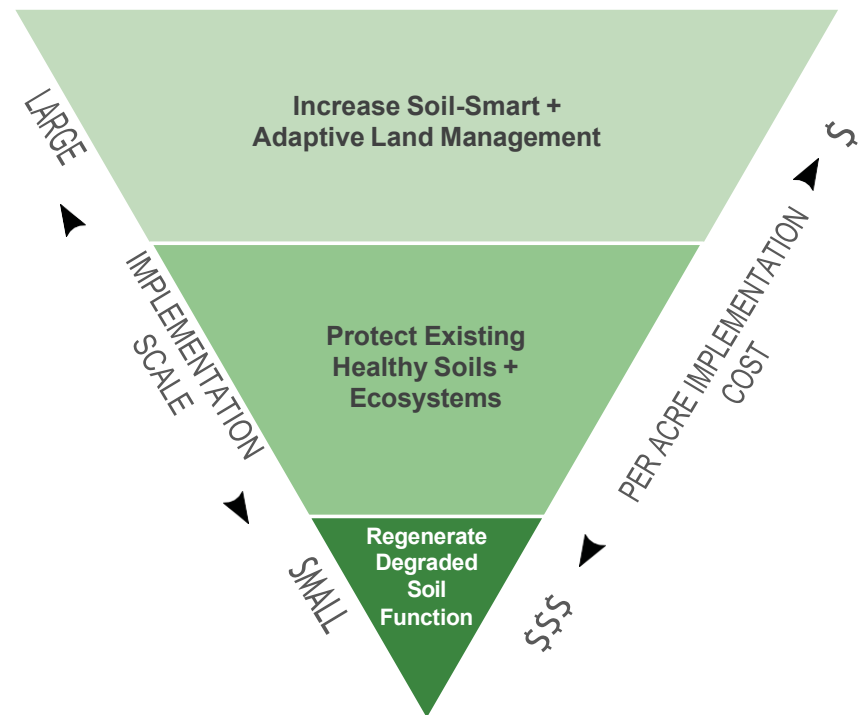 Increase Soil-Smart +
Adaptive Land Management
Protect Existing
Healthy Soils +
Ecosystems
Regenerate
Degraded
Soil
Function
LARGE
IMPLEMENTATION
SCALE
SMALL
$
PER ACRE IMPLEMENTATION
COST
$$$